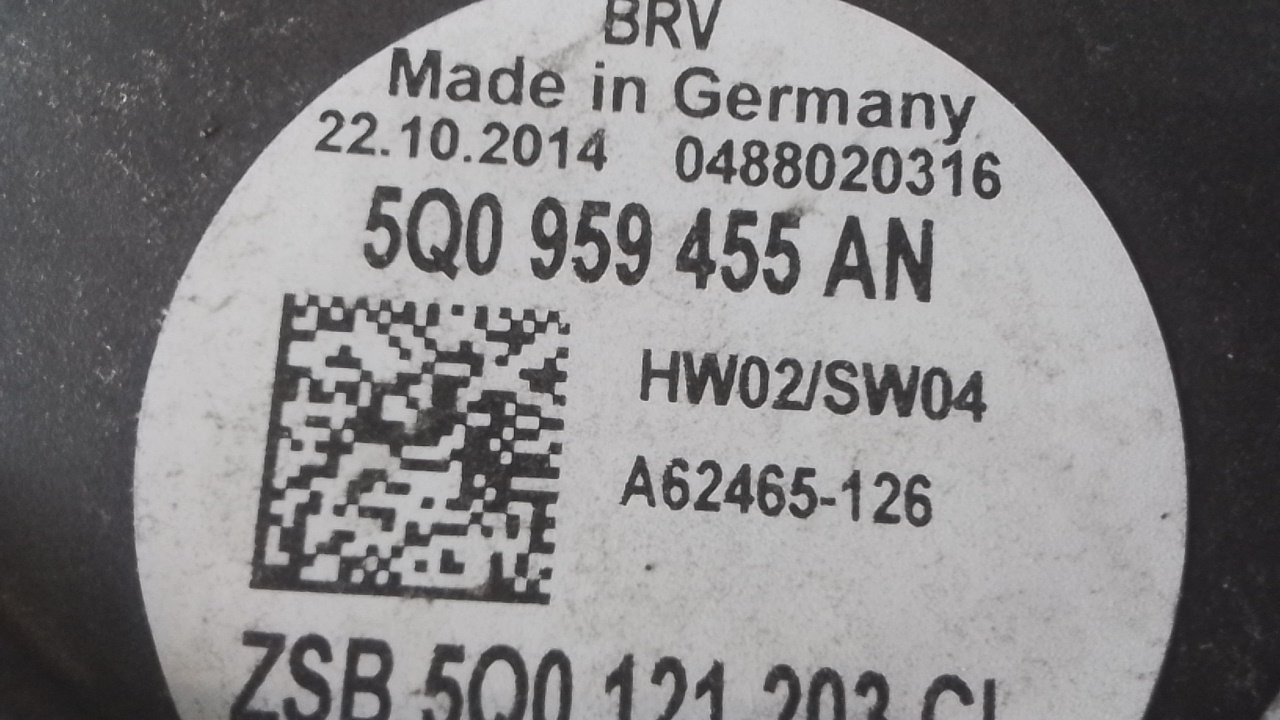 BRV
Made in Germany
22.10.2014 0488020316
5Q0 959 455 AN
HW02/SW04
A62465-126
ZSB 5Q0 121 203